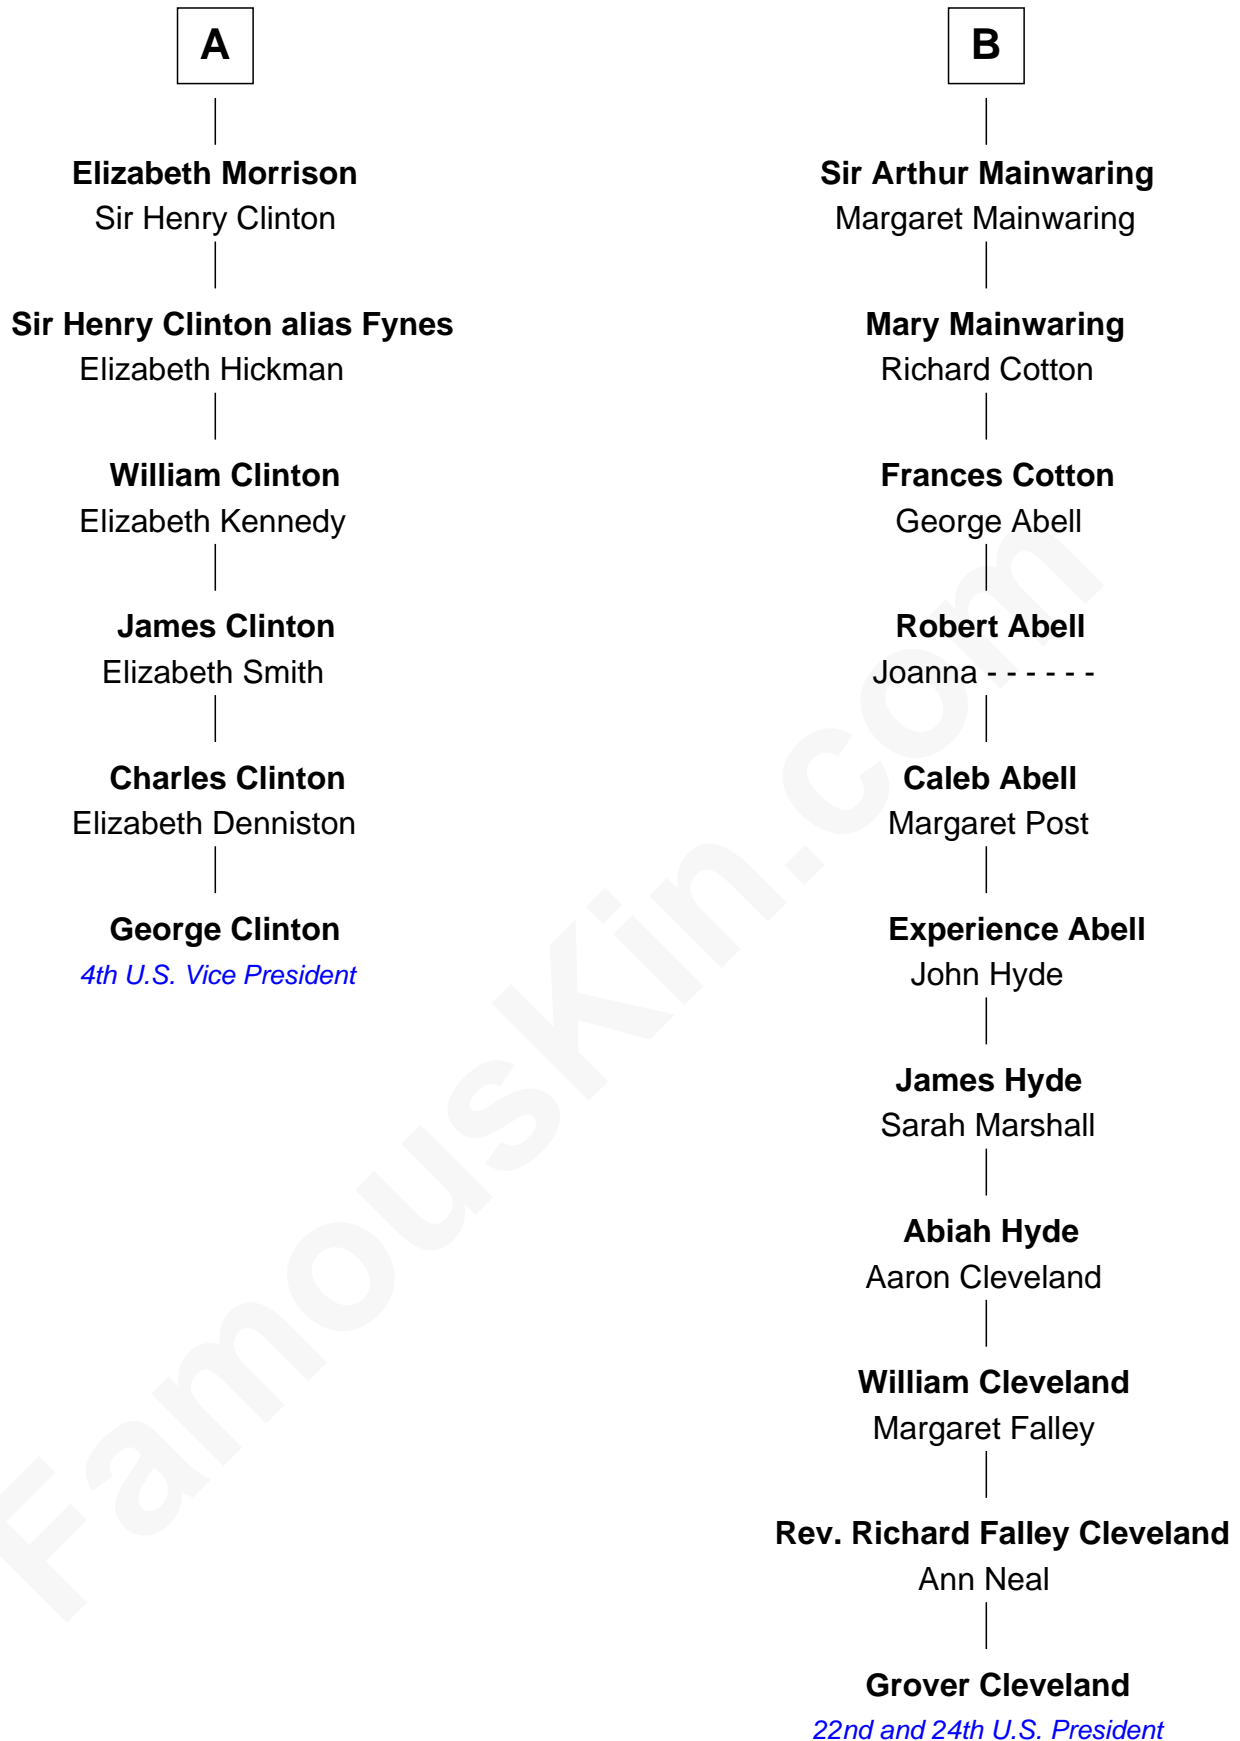 A
Elizabeth Morrison
Sir Henry Clinton
Sir Henry Clinton alias Fynes
Elizabeth Hickman
William Clinton
Elizabeth Kennedy
James Clinton
Elizabeth Smith
Charles Clinton
Elizabeth Denniston
George Clinton
4th U.S. Vice President
B
Sir Arthur Mainwaring
Margaret Mainwaring
Mary Mainwaring
Richard Cotton
Frances Cotton
George Abell
Robert Abell
Joanna - - - - - -
Caleb Abell
Margaret Post
Experience Abell
John Hyde
James Hyde
Sarah Marshall
Abiah Hyde
Aaron Cleveland
William Cleveland
Margaret Falley
Rev. Richard Falley Cleveland
Ann Neal
Grover Cleveland
22nd and 24th U.S. President
FamousKin.com